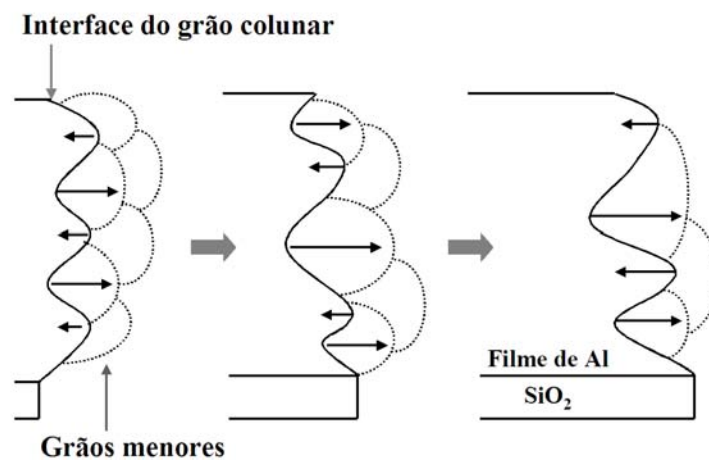 Interface do grão colunar
Filme de Al
SiO₂
Grãos menores